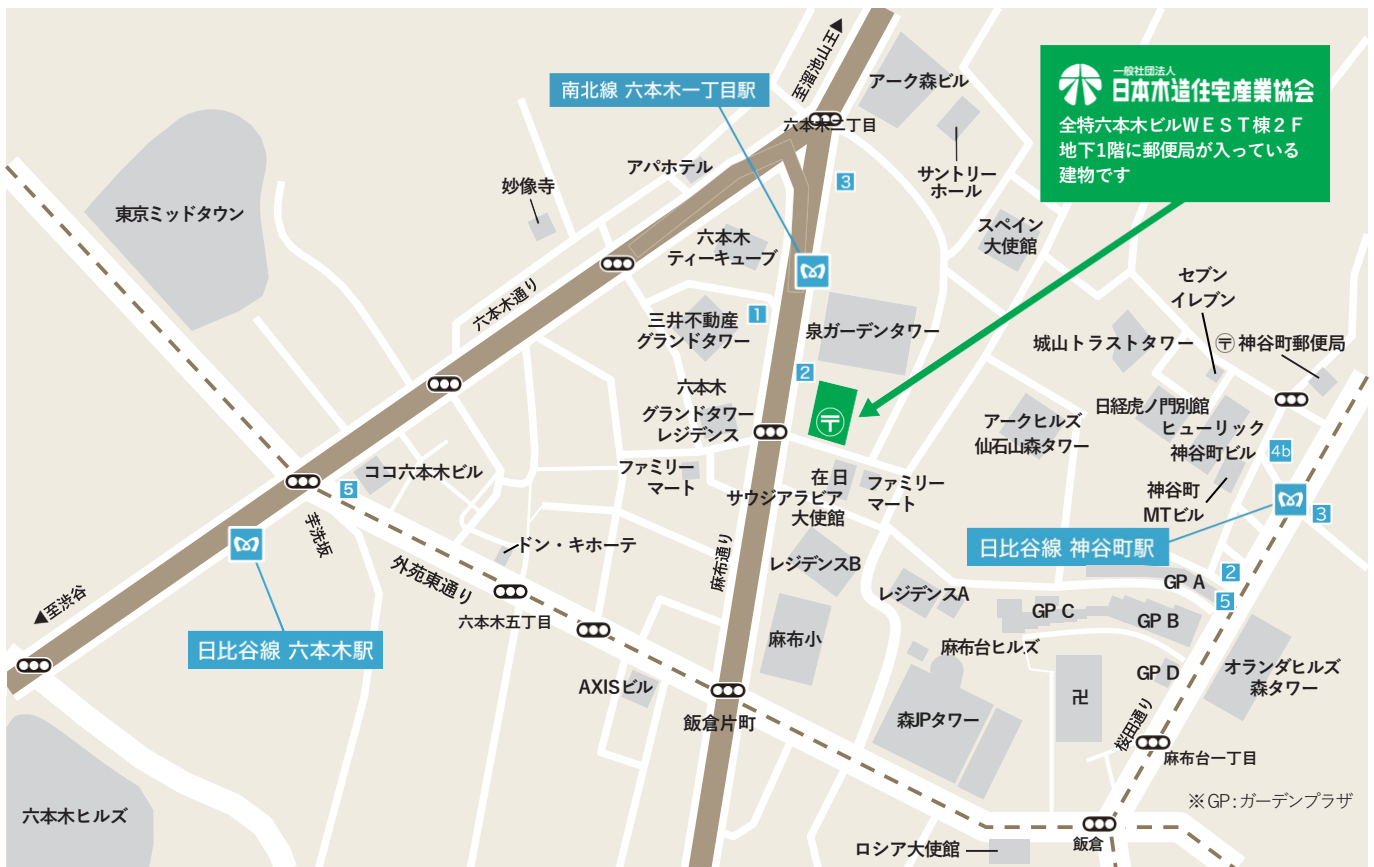 至溜池山王
アーク森ビル
一般社団法人
日本木造住宅産業協会
全特六本木ビルWEST棟2F
地下1階に郵便局が入っている
建物です
南北線 六本木一丁目駅
六本木二丁目
サントリー
ホール
アパホテル
妙像寺
3
東京ミッドタウン
スペイン
大使館
六本木
ティーキューブ
セブン
イレブン
六本木通り
1
三井不動産
グランドタワー
泉ガーデンタワー
城山トラストタワー
〒神谷町郵便局
2
六本木
グランドタワー
レジデンス
〒
アークヒルズ
仙石山森タワー
日経虎ノ門別館
ヒューリック
神谷町ビル
4b
ココ六本木ビル
5
ファミリー
マート
在日
サウジアラビア
大使館
ファミリー
マート
神谷町
MTビル
3
芋洗坂
外苑東通り
ドン・キホーテ
麻布通り
レジデンスB
日比谷線 神谷町駅
2
5
至渋谷
六本木五丁目
レジデンスA
GP A
GP C
GP B
日比谷線 六本木駅
麻布小
麻布台ヒルズ
GP D
オランダヒルズ
森タワー
AXISビル
卍
飯倉片町
森JPタワー
桜田通り
麻布台一丁目
六本木ヒルズ
※GP:ガーデンプラザ
ロシア大使館
飯倉